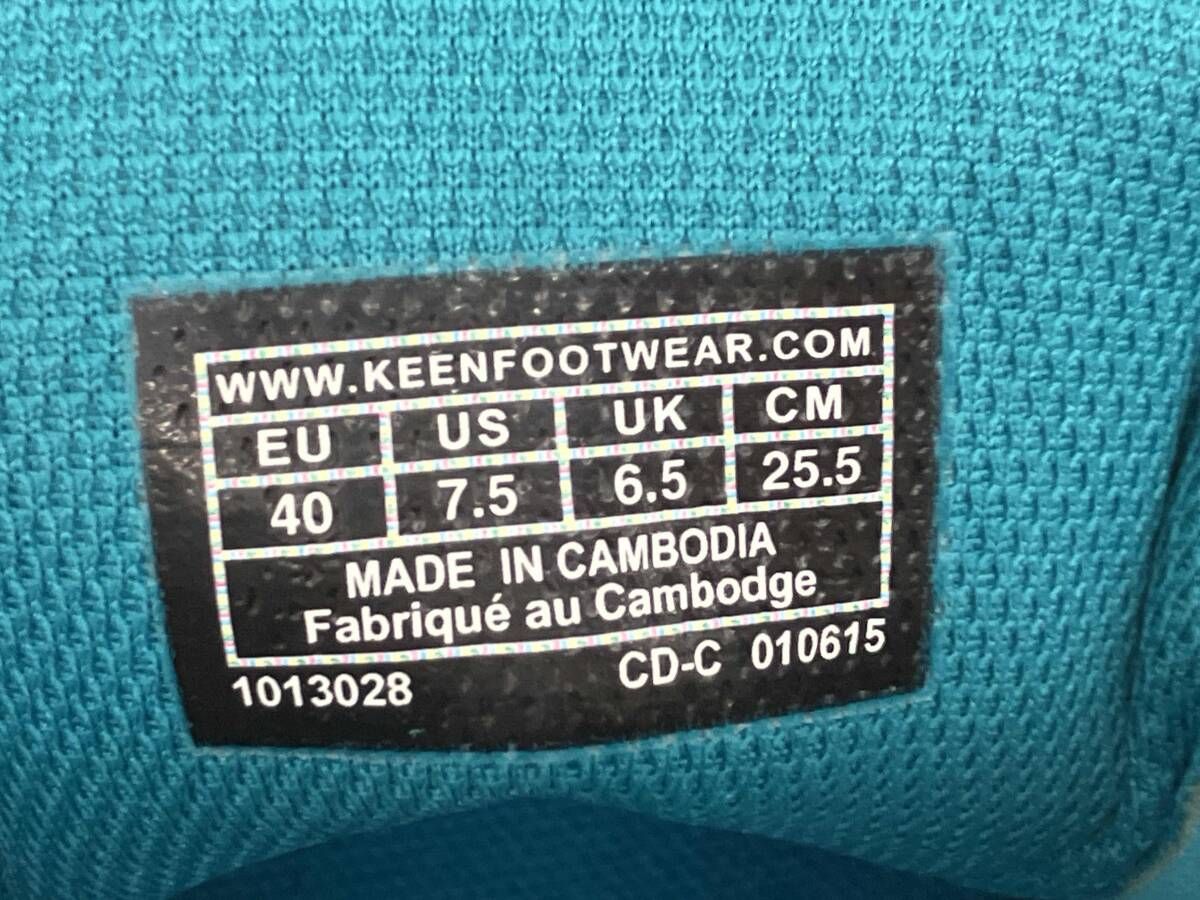 WWW.KEENFOOTWEAR.COM
EU US UK CM
40 7.5 6.5 25.5
MADE IN CAMBODIA
Fabriqué au Cambodge
1013028 CD-C 010615